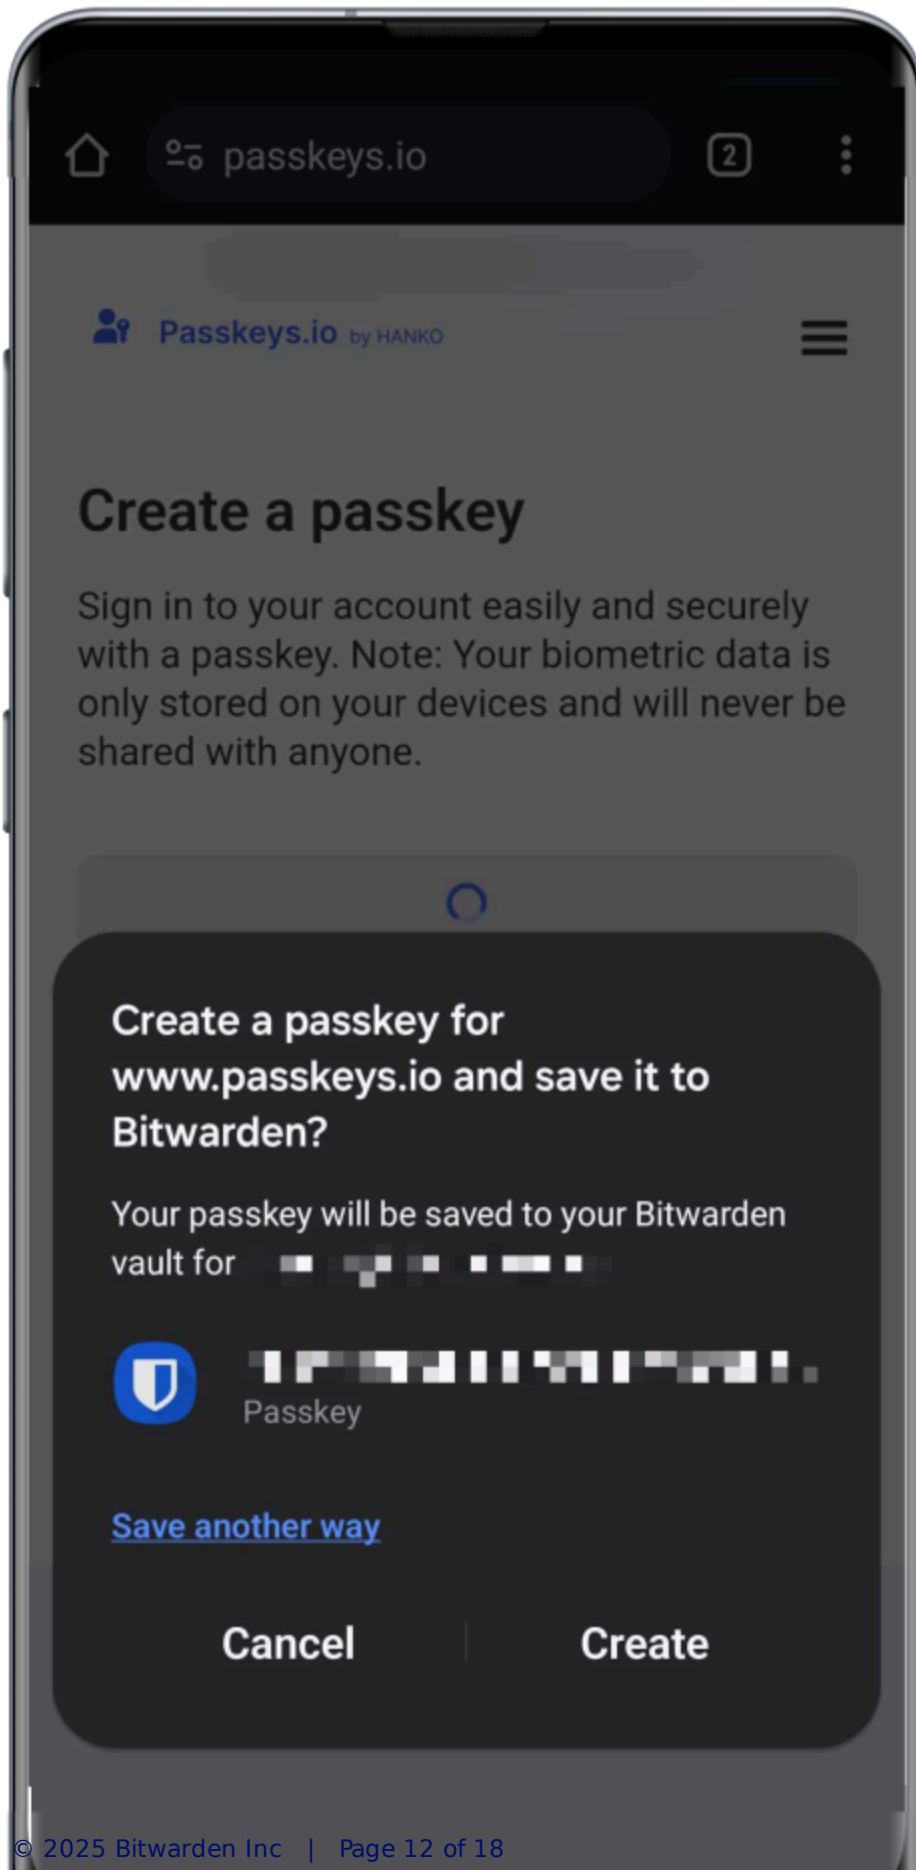 passkeys.io
2
Passkeys.io by HANKO
Create a passkey
Sign in to your account easily and securely
with a passkey. Note: Your biometric data is
only stored on your devices and will never be
shared with anyone.
Create a passkey for
www.passkeys.io and save it to
Bitwarden?
Your passkey will be saved to your Bitwarden
vault for
Passkey
Save another way
Cancel
Create
© 2025 Bitwarden Inc | Page 12 of 18